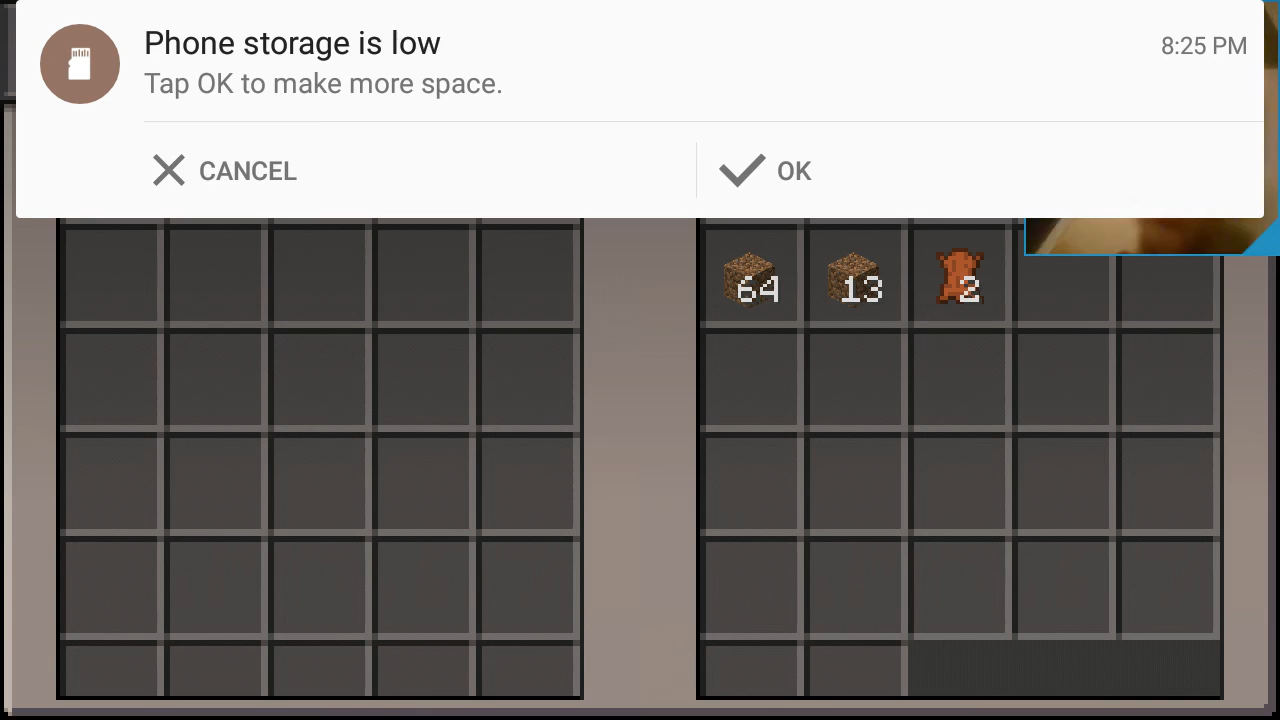 Phone storage is low
8:25 PM
Tap OK to make more space.
CANCEL
OK
64
13
2